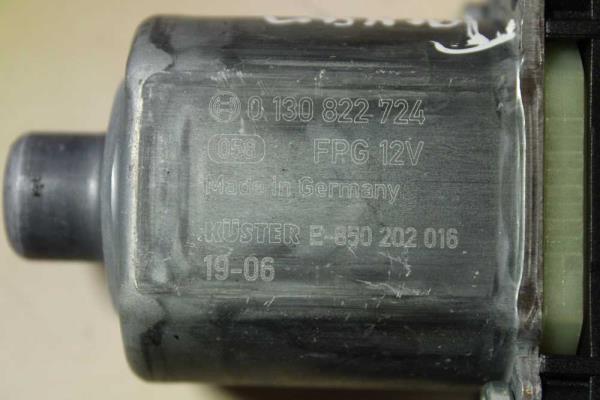 0 130 822 724
058 FPG 12V
Made in Germany
KÜSTER E-850 202 016
19-06